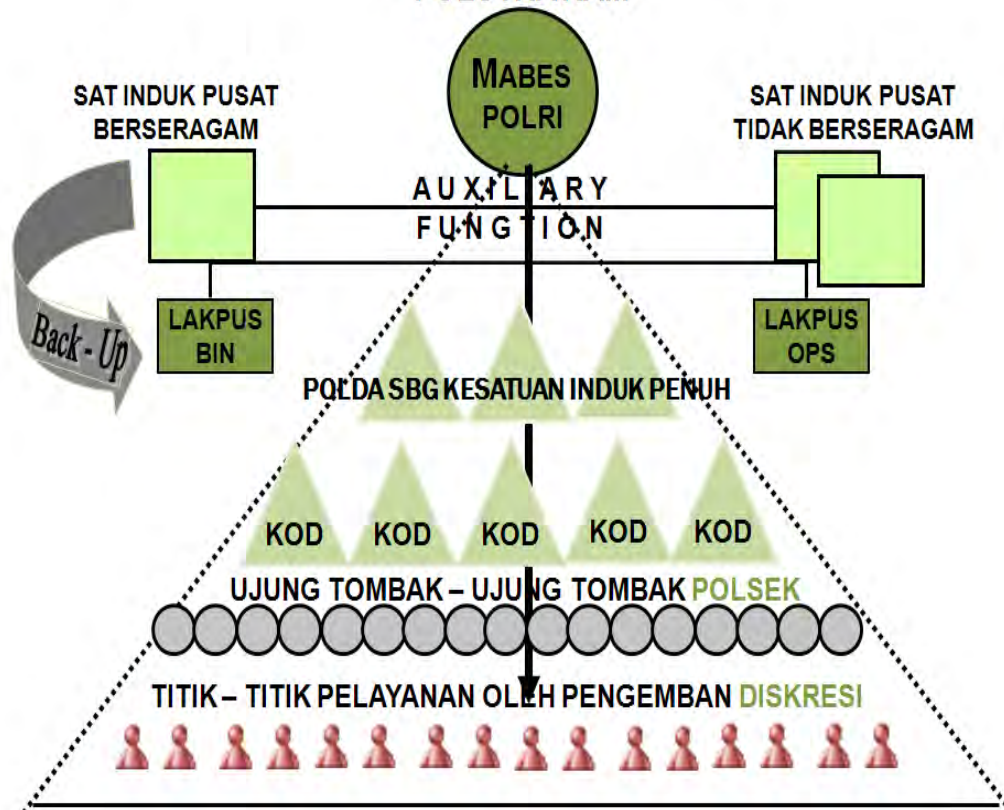 MABES
POLRI
SAT INDUK PUSAT
BERSERAGAM
SAT INDUK PUSAT
TIDAK BERSERAGAM
AUXILIARY
FUNGTION
Back - Up
LAKPUS
BIN
LAKPUS
OPS
POLDA SBG KESATUAN INDUK PENUH
KOD KOD KOD KOD KOD
UJUNG TOMBAK – UJUNG TOMBAK POLSEK
TITIK – TITIK PELAYANAN OLEH PENGEMBAN DISKRESI